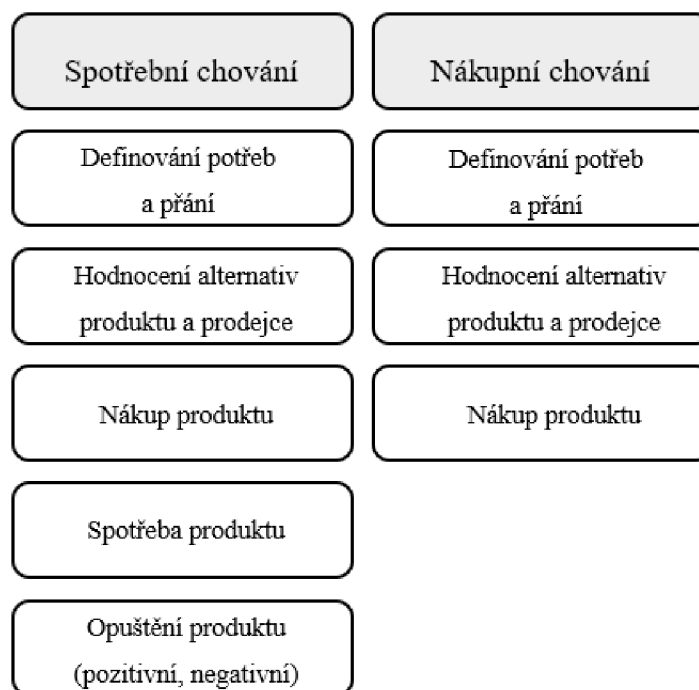 Spotřební chování
Nákupní chování
Definování potřeb
a přání
Definování potřeb
a přání
Hodnocení alternativ
produktu a prodejce
Hodnocení alternativ
produktu a prodejce
Nákup produktu
Nákup produktu
Spotřeba produktu
Opuštění produktu
(pozitivní, negativní)